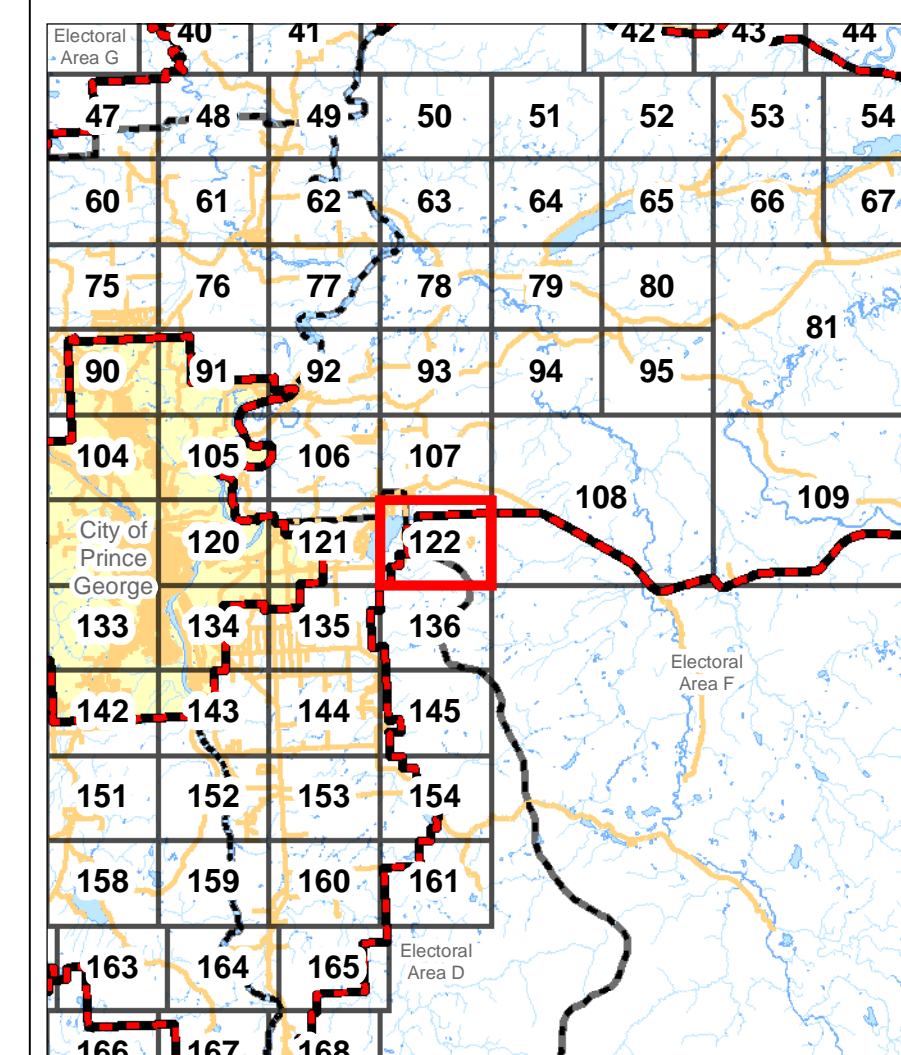 Electoral
Area G
40 41 42 43 44
47 48 49 50 51 52 53 54
60 61 62 63 64 65 66 67
75 76 77 78 79 80
81
90 91 92 93 94 95
104 105 106 107
108 109
City of
Prince
George
120 121 122
133 134 135 136
Electoral
Area F
142 143 144 145
151 152 153 154
158 159 160 161
Electoral
Area D
163 164 165
166 167 168